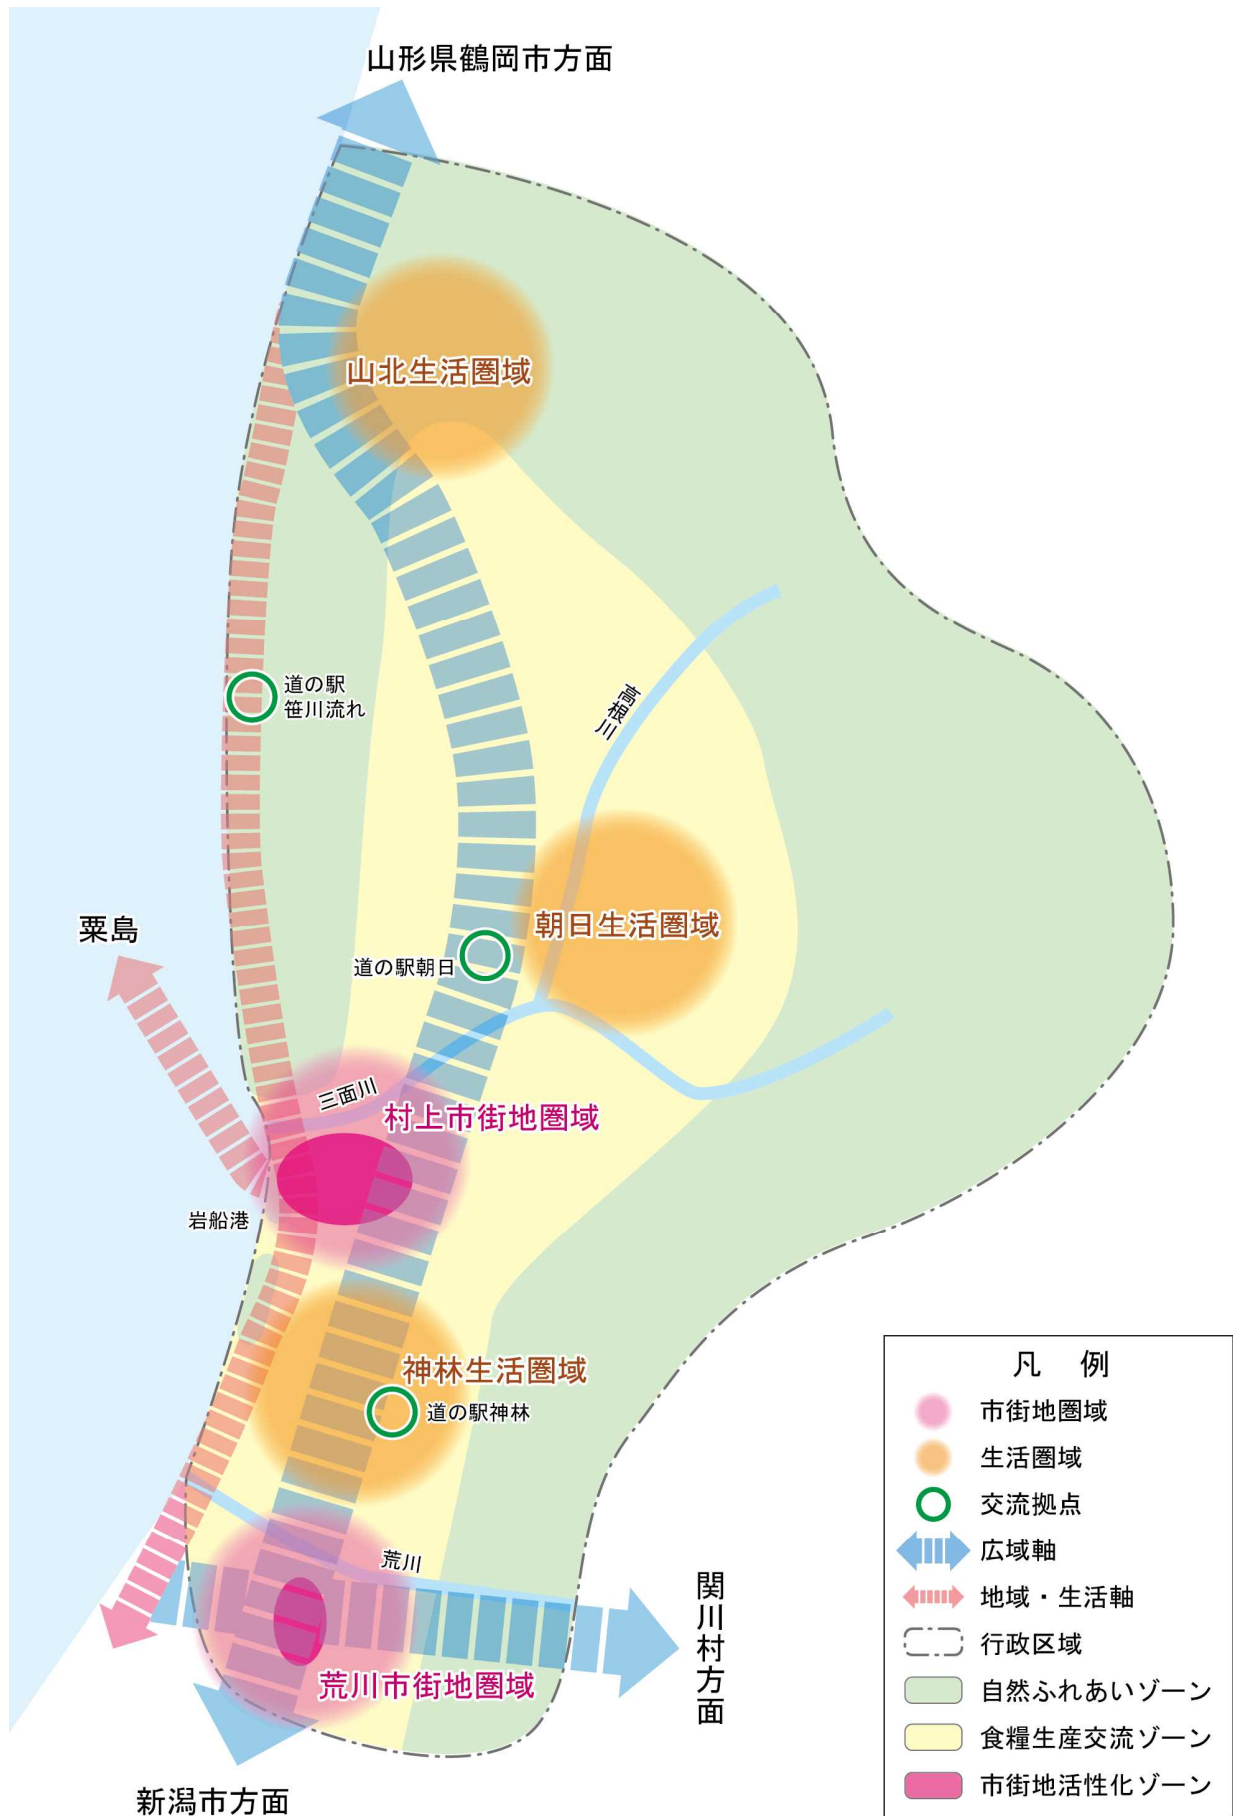 山形県鶴岡市方面
山北生活圏域
道の駅
笹川流れ
高根川
朝日生活圏域
粟島
道の駅朝日
三面川
村上市街地圏域
岩船港
神林生活圏域
道の駅神林
荒川
関川村方面
荒川市街地圏域
新潟市方面
凡 例
市街地圏域
生活圏域
交流拠点
広域軸
地域・生活軸
行政区域
自然ふれあいゾーン
食糧生産交流ゾーン
市街地活性化ゾーン